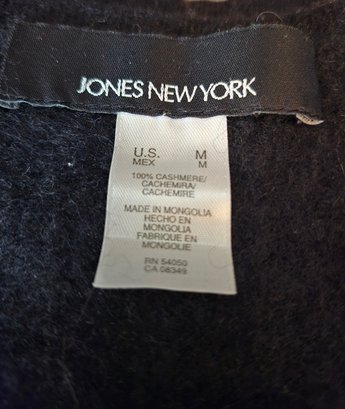 JONES NEW YORK
U.S. M
MEX M
100% CASHMERE/
CACHEMIRA/
CACHEMIRE
MADE IN MONGOLIA
HECHO EN
MONGOLIA
FABRIQUE EN
MONGOLIE
RN 54050
CA 08349